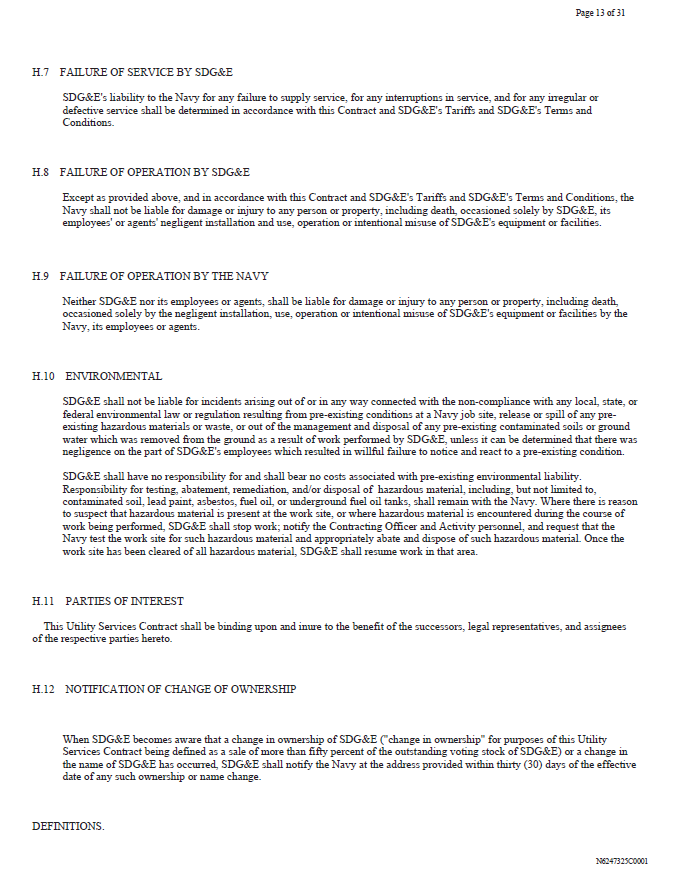 Page 13 of 31
H.7 FAILURE OF SERVICE BY SDG&E
SDG&E's liability to the Navy for any failure to supply service, for any interruptions in service, and for any irregular or
defective service shall be determined in accordance with this Contract and SDG&E's Tariffs and SDG&E's Terms and
Conditions.
H.8 FAILURE OF OPERATION BY SDG&E
Except as provided above, and in accordance with this Contract and SDG&E's Tariffs and SDG&E's Terms and Conditions, the
Navy shall not be liable for damage or injury to any person or property, including death, occasioned solely by SDG&E, its
employees' or agents' negligent installation and use, operation or intentional misuse of SDG&E's equipment or facilities.
H.9 FAILURE OF OPERATION BY THE NAVY
Neither SDG&E nor its employees or agents, shall be liable for damage or injury to any person or property, including death,
occasioned solely by the negligent installation, use, operation or intentional misuse of SDG&E's equipment or facilities by the
Navy, its employees or agents.
H.10 ENVIRONMENTAL
SDG&E shall not be liable for incidents arising out of or in any way connected with the non-compliance with any local, state, or
federal environmental law or regulation resulting from pre-existing conditions at a Navy job site, release or spill of any pre-
existing hazardous materials or waste, or out of the management and disposal of any pre-existing contaminated soils or ground
water which was removed from the ground as a result of work performed by SDG&E, unless it can be determined that there was
negligence on the part of SDG&E's employees which resulted in willful failure to notice and react to a pre-existing condition.
SDG&E shall have no responsibility for and shall bear no costs associated with pre-existing environmental liability.
Responsibility for testing, abatement, remediation, and/or disposal of hazardous material, including, but not limited to,
contaminated soil, lead paint, asbestos, fuel oil, or underground fuel oil tanks, shall remain with the Navy. Where there is reason
to suspect that hazardous material is present at the work site, or where hazardous material is encountered during the course of
work being performed, SDG&E shall stop work; notify the Contracting Officer and Activity personnel, and request that the
Navy test the work site for such hazardous material and appropriately abate and dispose of such hazardous material. Once the
work site has been cleared of all hazardous material, SDG&E shall resume work in that area.
H.11 PARTIES OF INTEREST
This Utility Services Contract shall be binding upon and inure to the benefit of the successors, legal representatives, and assignees
of the respective parties hereto.
H.12 NOTIFICATION OF CHANGE OF OWNERSHIP
When SDG&E becomes aware that a change in ownership of SDG&E ("change in ownership" for purposes of this Utility
Services Contract being defined as a sale of more than fifty percent of the outstanding voting stock of SDG&E) or a change in
the name of SDG&E has occurred, SDG&E shall notify the Navy at the address provided within thirty (30) days of the effective
date of any such ownership or name change.
DEFINITIONS.
N6247325C0001